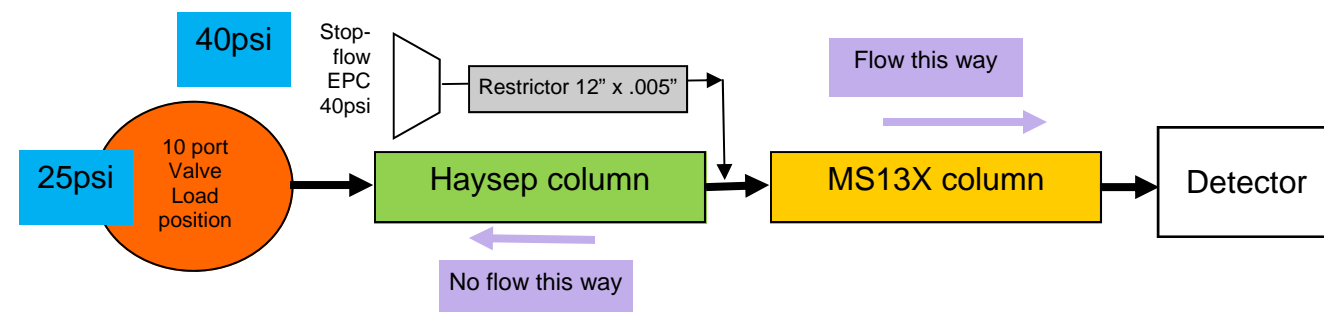 40psi
Stop-
flow
EPC
40psi
Restrictor 12” x .005”
Flow this way
25psi
10 port
Valve
Load
position
Haysep column
MS13X column
Detector
No flow this way